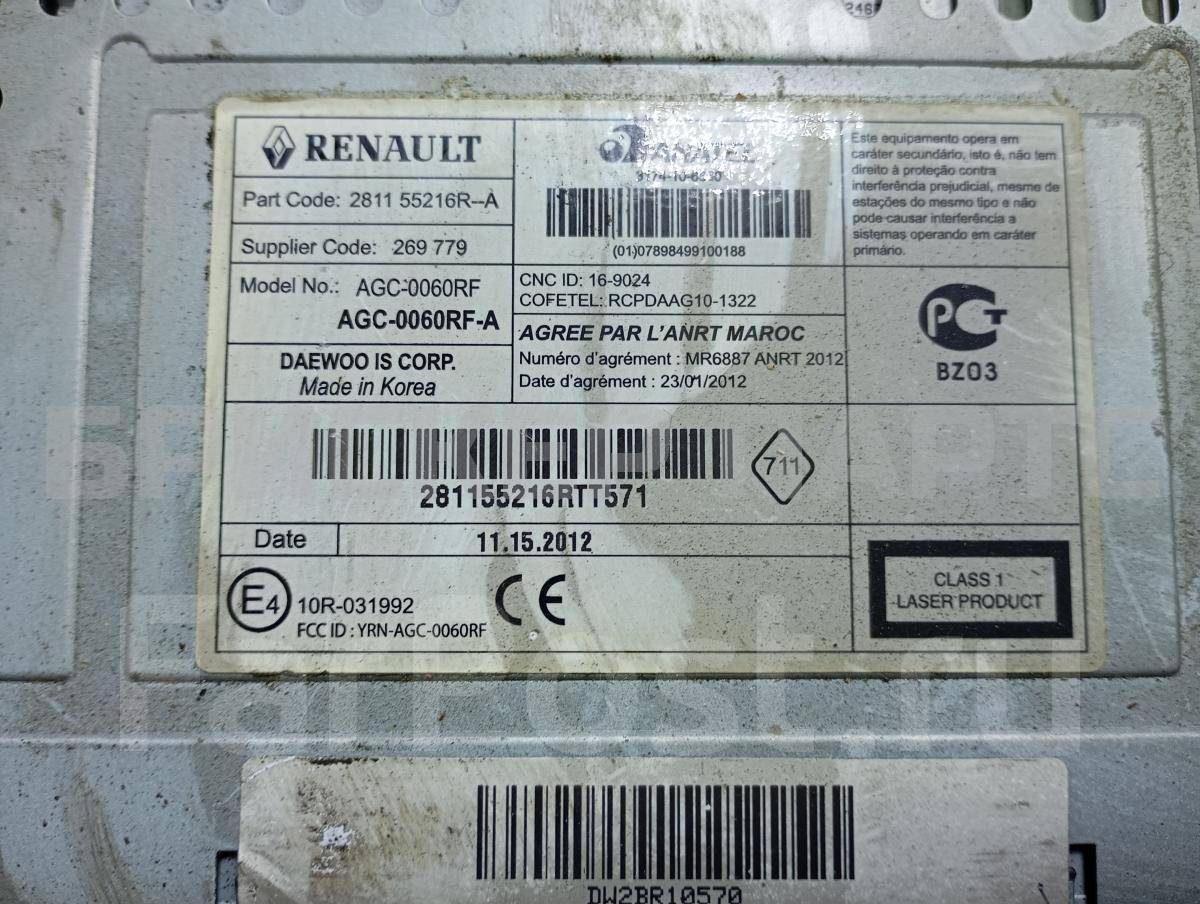 RENAULT
Part Code: 2811 55216R--A
Supplier Code: 269 779
Model No.: AGC-0060RF
AGC-0060RF-A
DAEWOO IS CORP.
Made in Korea
ANATEL
(01)07898499100188
CNC ID: 16-9024
COFETEL: RCPDAAG10-1322
AGREE PAR L'ANRT MAROC
Numéro d'agrément : MR6887 ANRT 2012
Date d'agrément : 23/01/2012
Este equipamento opera em
caráter secundário, isto é, não tem
direito à proteção contra
interferência prejudicial, mesmo de
estações do mesmo tipo e não
pode causar interferência a
sistemas operando em caráter
primário.
РСТ
BZ03
281155216RTT571
711
Date
11.15.2012
E4
10R-031992
FCC ID : YRN-AGC-0060RF
CE
CLASS 1
LASER PRODUCT
FarPost.ru
DW2BR10570